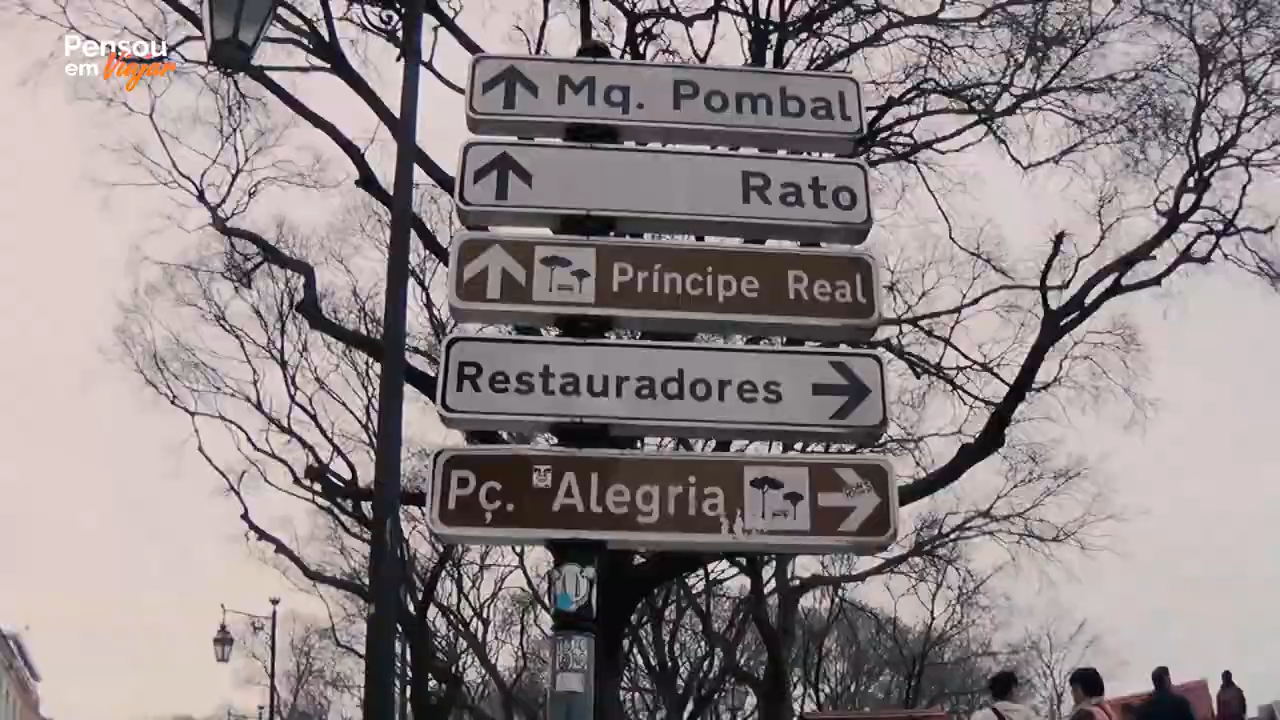 Pensou
em Viajar
Mq. Pombal
Rato
Príncipe Real
Restauradores
Pç. Alegria